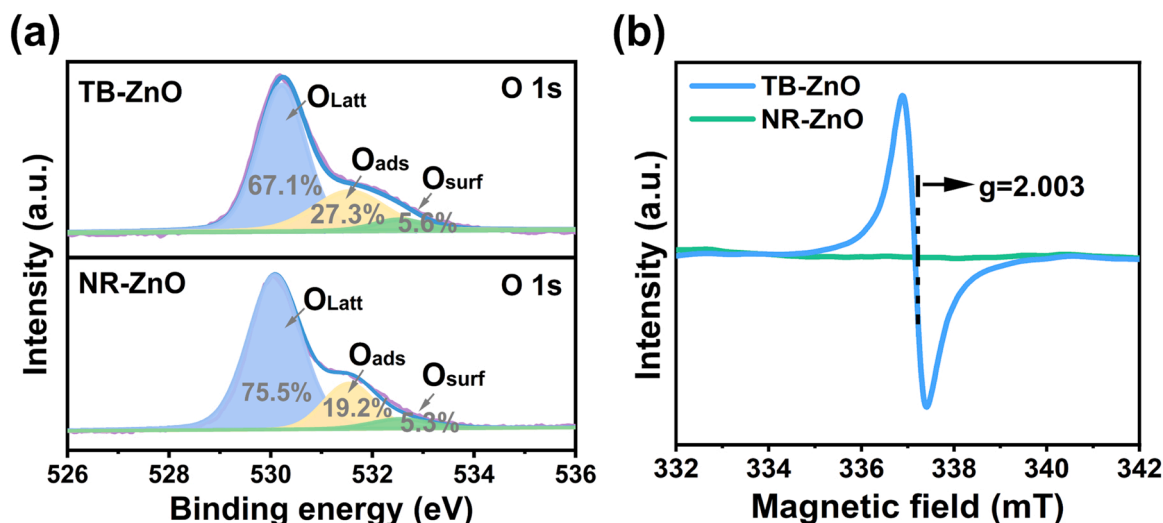 (a)
TB-ZnO
O 1s
OLatt
Oads
Osurf
67.1%
27.3%
5.6%
NR-ZnO
O 1s
OLatt
Oads
Osurf
75.5%
19.2%
5.3%
Intensity (a.u.)
526 528 530 532 534 536
Binding energy (eV)
(b)
TB-ZnO
NR-ZnO
g=2.003
Intensity (a.u.)
332 334 336 338 340 342
Magnetic field (mT)